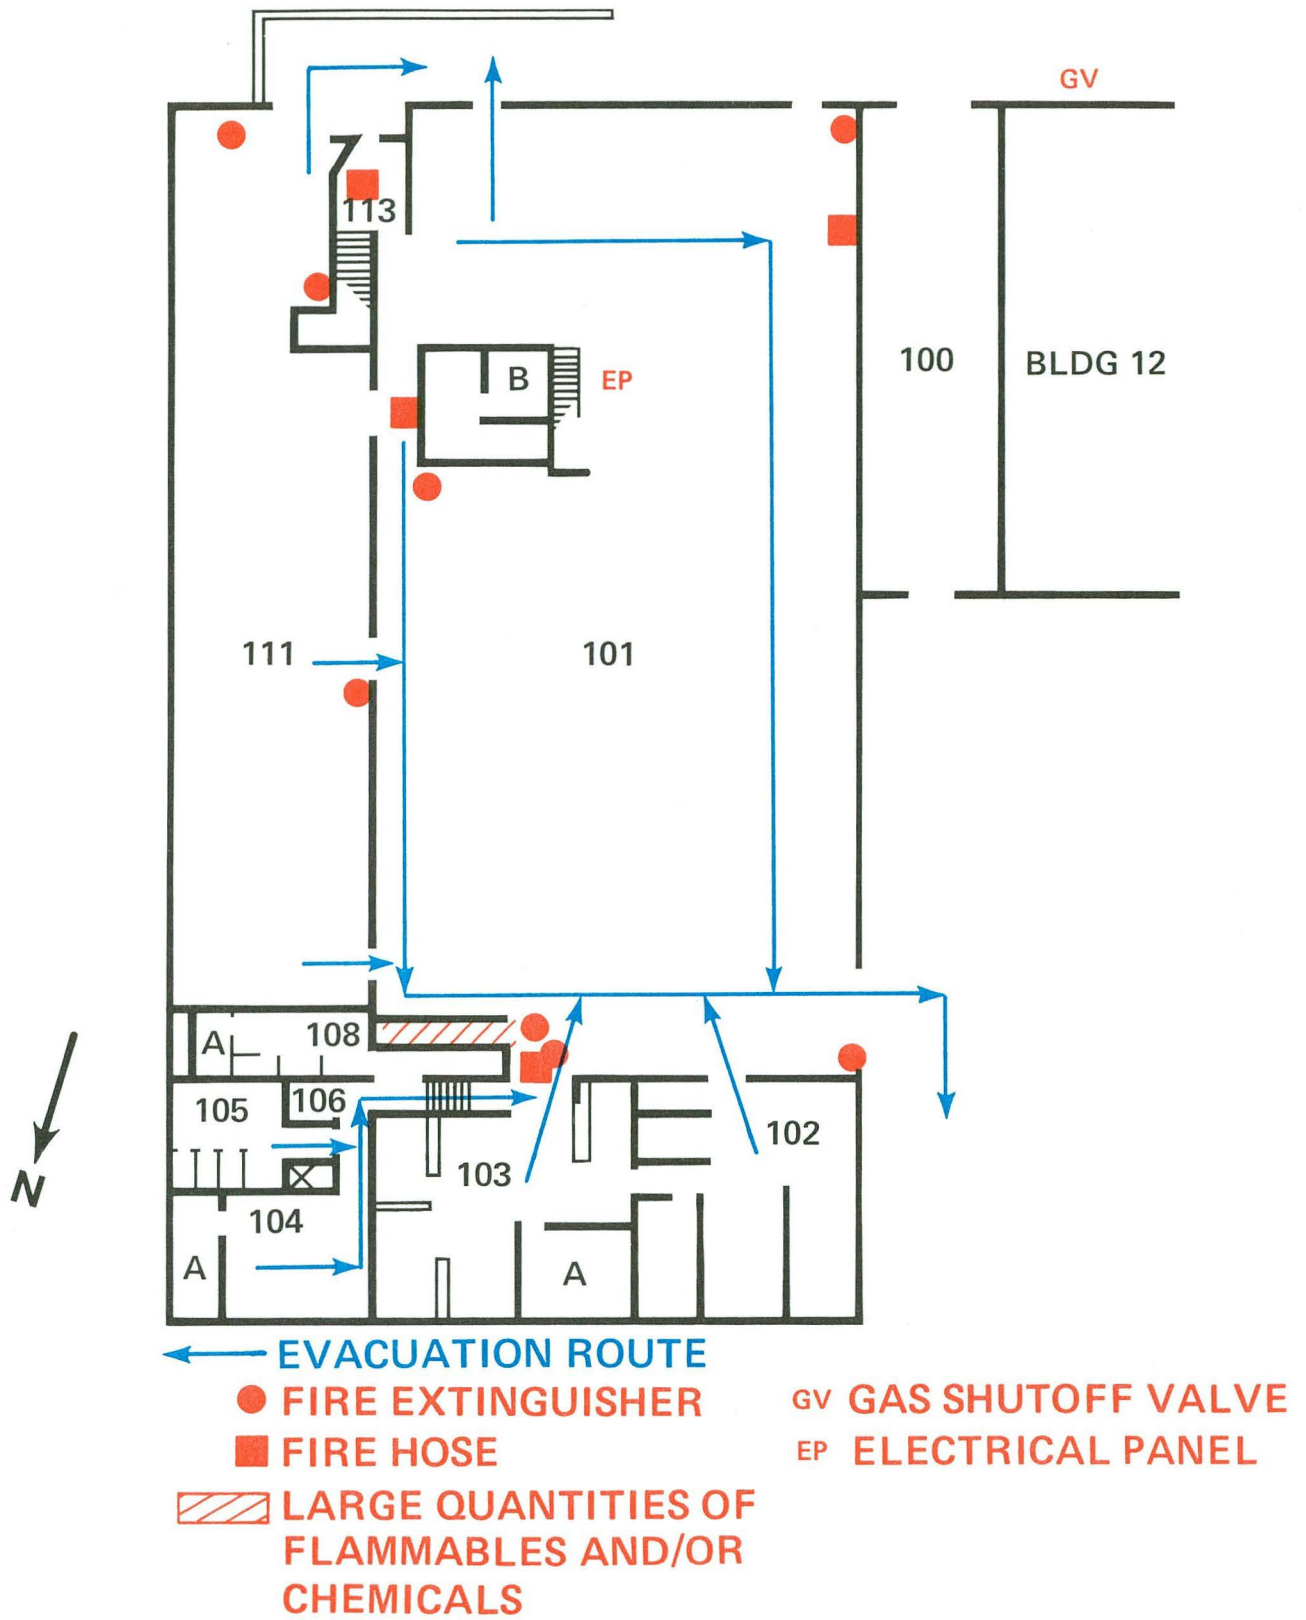 GV
113
100
BLDG 12
B
EP
111
101
A
108
105
106
102
103
N
104
A
A
EVACUATION ROUTE
FIRE EXTINGUISHER
GV GAS SHUTOFF VALVE
FIRE HOSE
EP ELECTRICAL PANEL
LARGE QUANTITIES OF
FLAMMABLES AND/OR
CHEMICALS